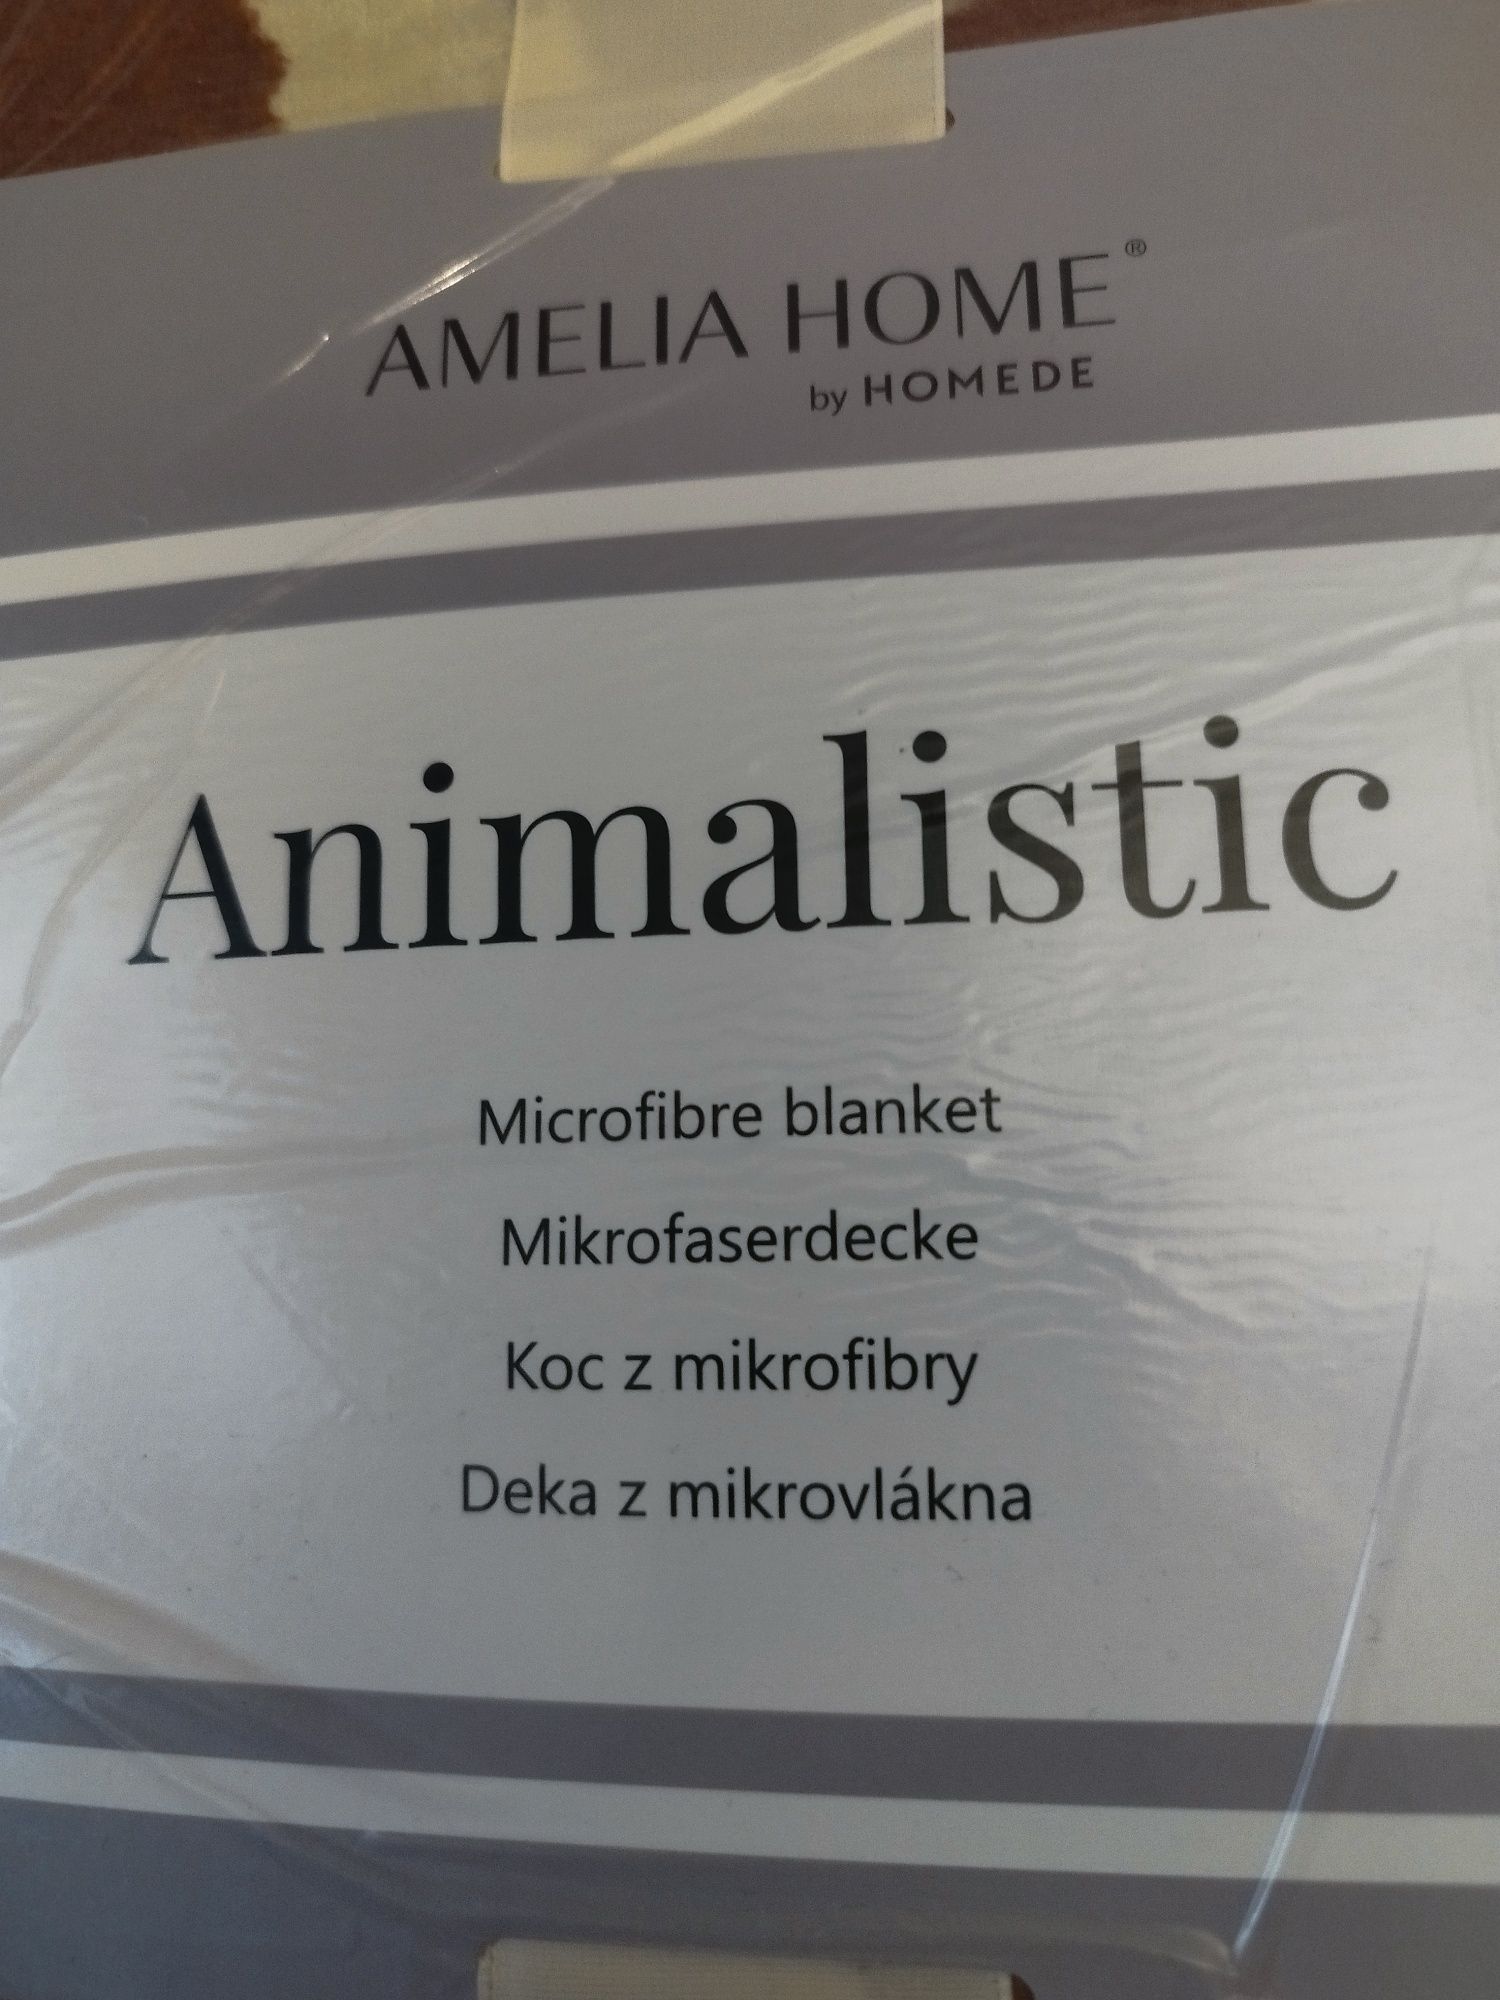 AMELIA HOME®
by HOMEDE
Animalistic
Microfibre blanket
Mikrofaserdecke
Koc z mikrofibry
Deka z mikrovlákna